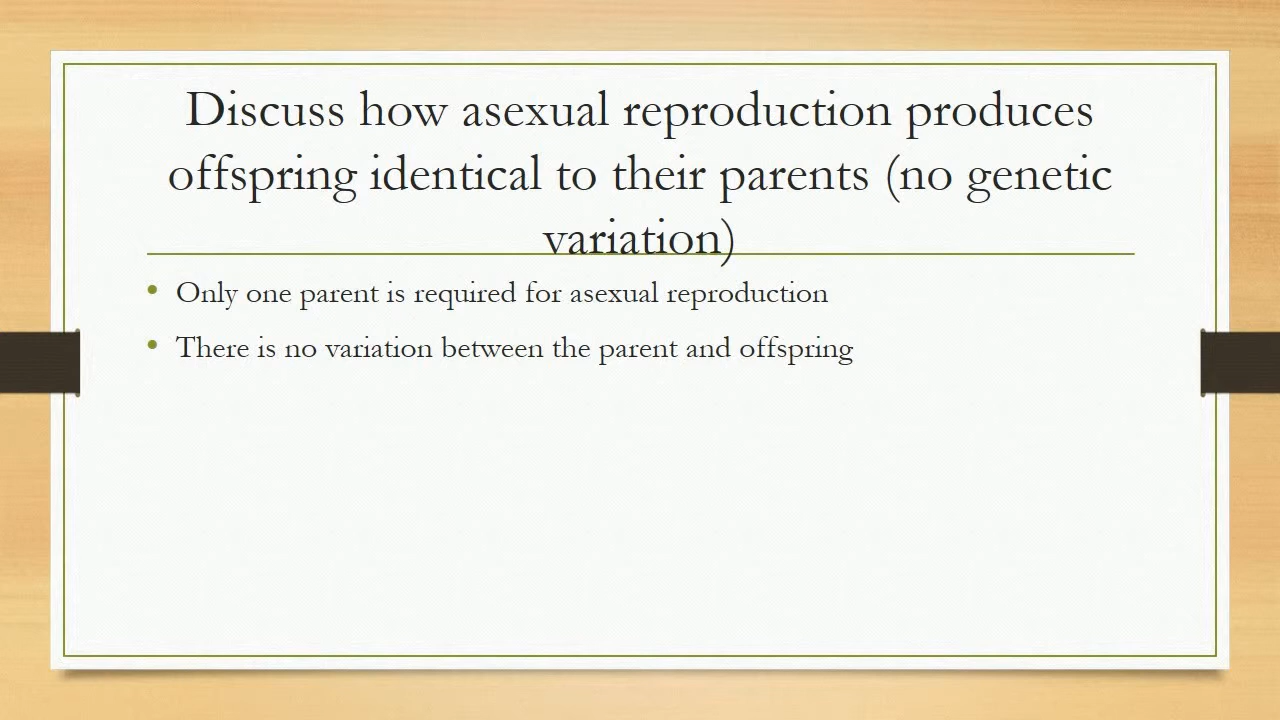 Discuss how asexual reproduction produces
offspring identical to their parents (no genetic
variation)
• Only one parent is required for asexual reproduction
• There is no variation between the parent and offspring